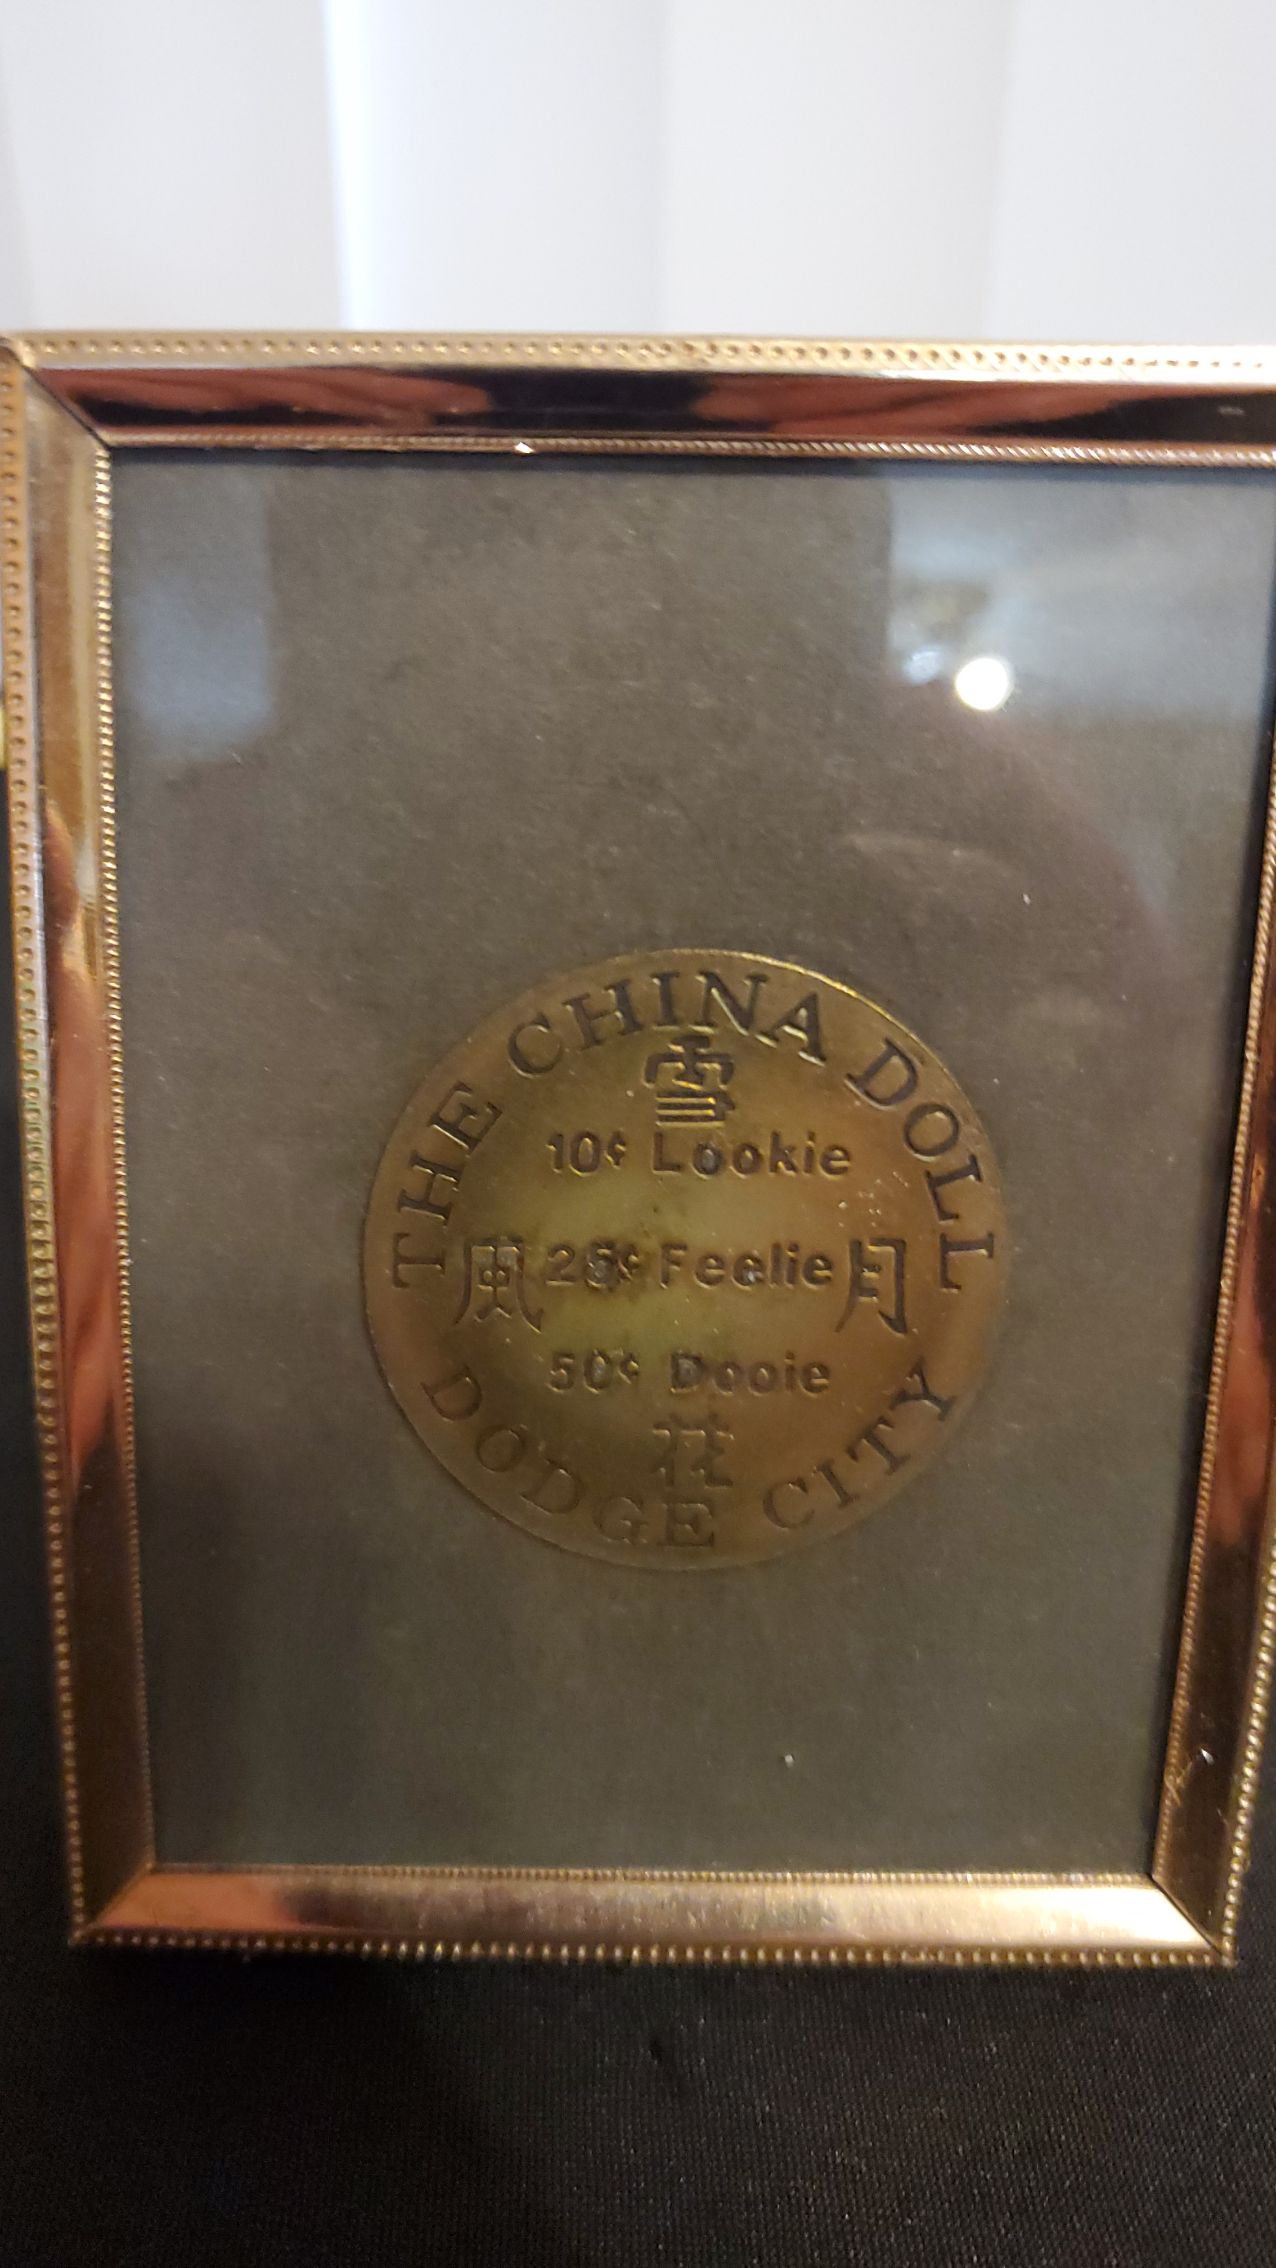 THE CHINA DOLL
雪
10¢ Lookie
風 25¢ Feelie 月
50¢ Dooie
花
DODGE CITY